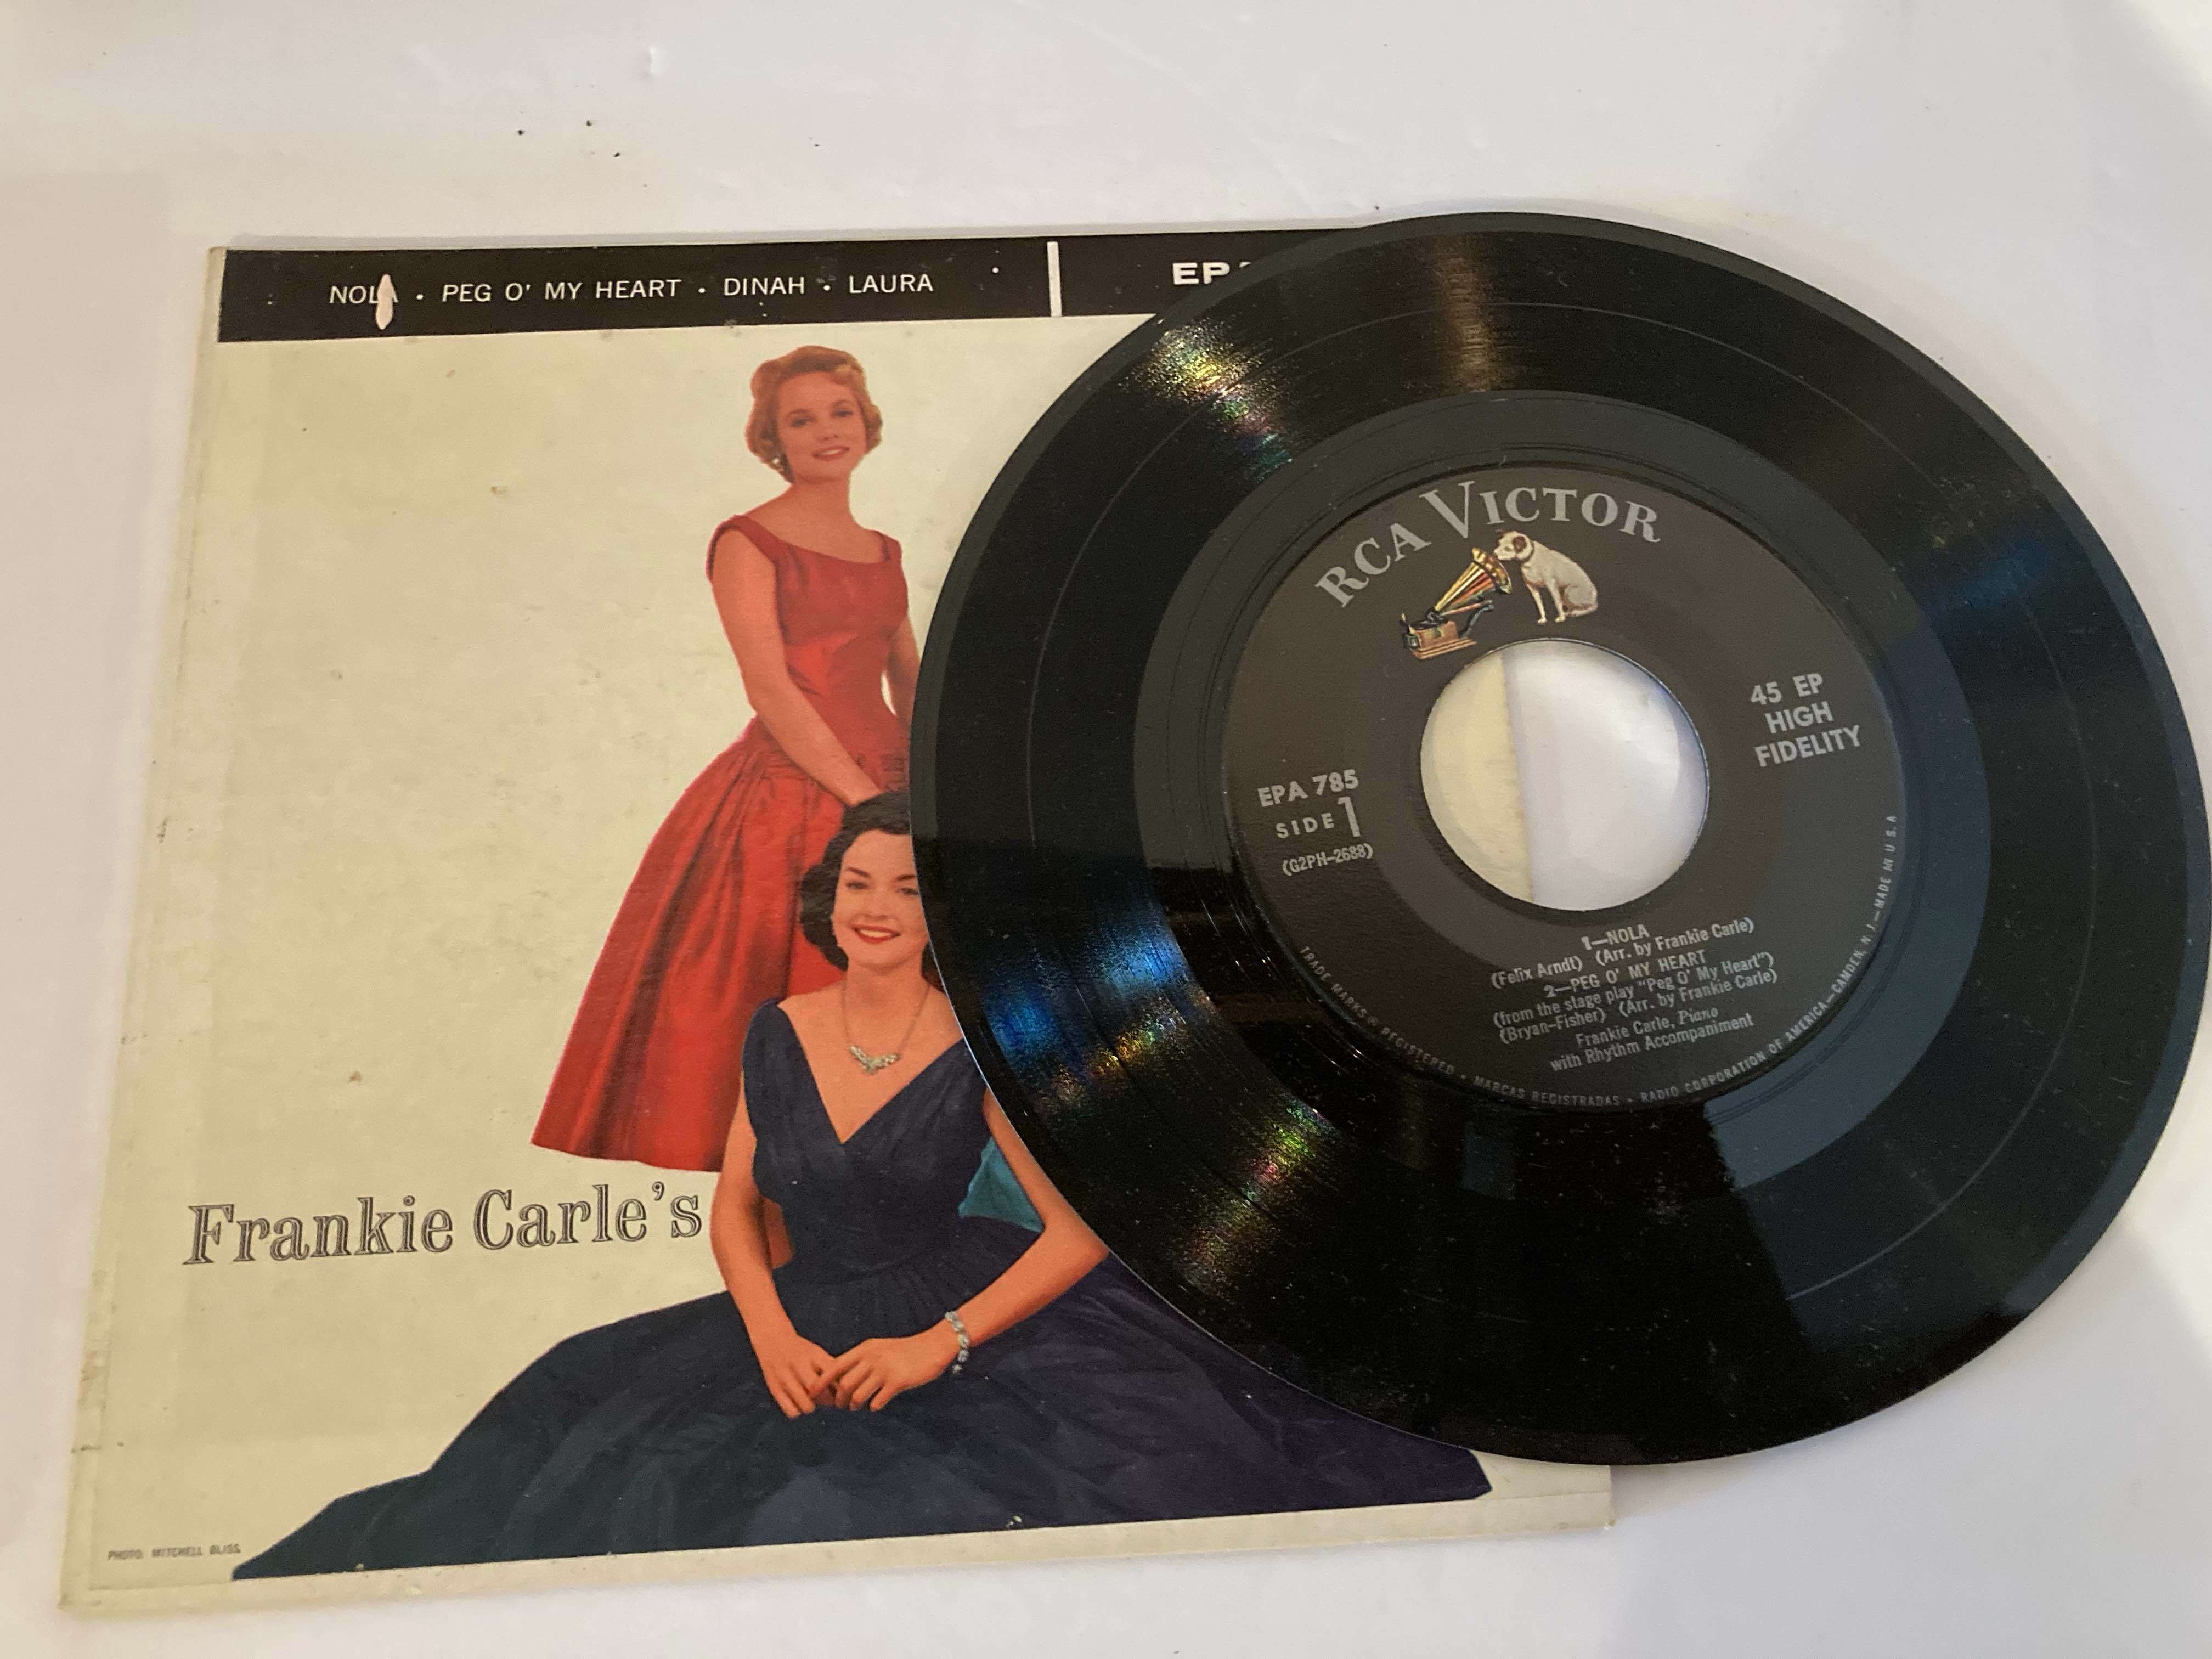 NOLA • PEG O' MY HEART • DINAH • LAURA
EP
Frankie Carle's
PHOTO: MITCHELL BLISS
RCA VICTOR
45 EP
HIGH
FIDELITY
EPA 785
SIDE 1
(G2PH-2688)
1—NOLA
(Felix Arndt) (Arr. by Frankie Carle)
2—PEG O' MY HEART
(from the stage play "Peg O' My Heart")
(Bryan-Fisher) (Arr. by Frankie Carle)
Frankie Carle, Piano
with Rhythm Accompaniment
TRADE MARKS ® REGISTERED • MARCAS REGISTRADAS • RADIO CORPORATION OF AMERICA—CAMDEN, N. J.—MADE IN U.S.A